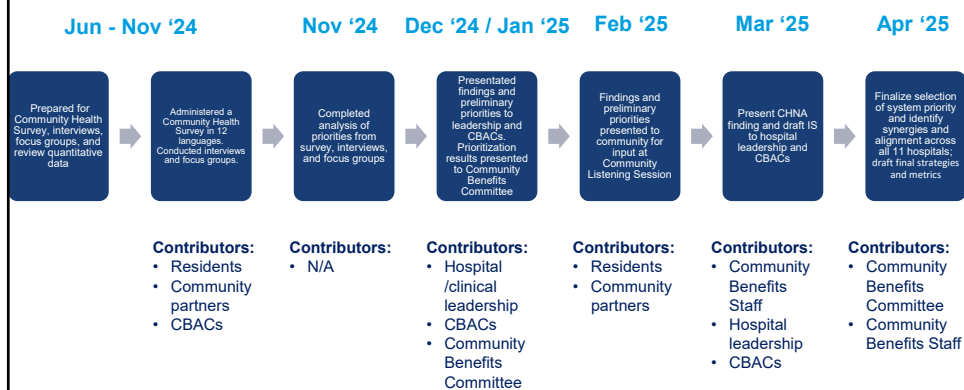 Jun - Nov ‘24
Nov ‘24
Dec ‘24 / Jan ‘25
Feb ‘25
Mar ‘25
Apr ‘25
Prepared for
Community Health
Survey, interviews,
focus groups, and
review quantitative
data
Administered a
Community Health
Survey in 12
languages.
Conducted interviews
and focus groups.
Completed
analysis of
priorities from
survey, interviews,
and focus groups
Presentated
findings and
preliminary
priorities to
leadership and
CBACs.
Prioritization
results presented
to Community
Benefits
Committee
Findings and
preliminary
priorities presented
to community for
input at
Community
Listening Session
Present CHNA
finding and draft IS
to hospital
leadership and
CBACs
Finalize selection
of system priority
and identify
synergies and
alignment across
all 11 hospitals;
draft final strategies
and metrics
Contributors:
• Residents
• Community
partners
• CBACs
Contributors:
• N/A
Contributors:
• Hospital
/clinical
leadership
• CBACs
• Community
Benefits
Committee
Contributors:
• Residents
• Community
partners
Contributors:
• Community
Benefits
Staff
• Hospital
leadership
• CBACs
Contributors:
• Community
Benefits
Committee
• Community
Benefits Staff